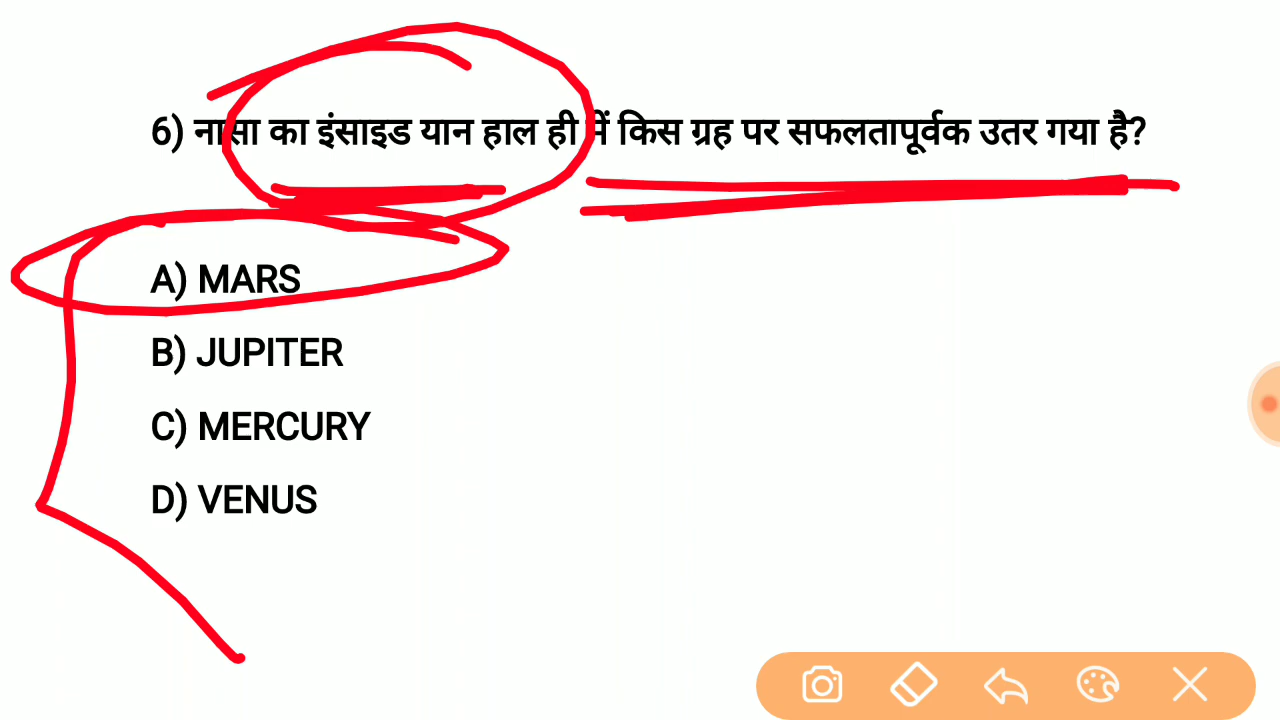 6) नासा का इंसाइड यान हाल ही में किस ग्रह पर सफलतापूर्वक उतर गया है?
A) MARS
B) JUPITER
C) MERCURY
D) VENUS